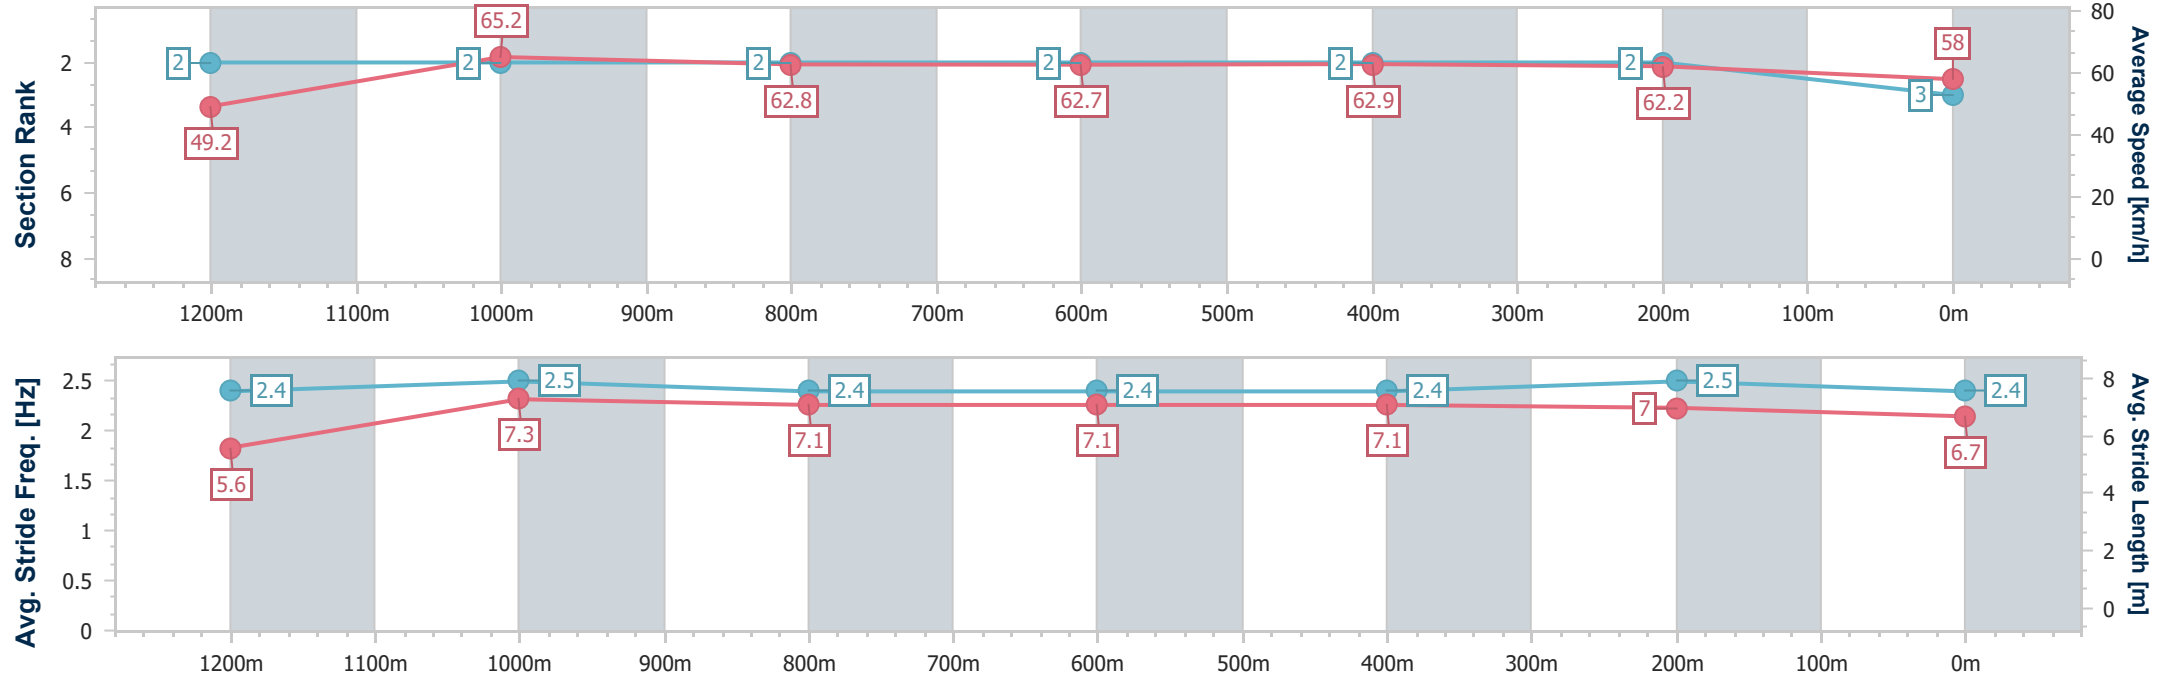 65.2
2 2 2 2 2 2 3
49.2 62.8 62.7 62.9 62.2 58
Section Rank
2
4
6
8
80
60
40
20
0
Average Speed [km/h]
1200m 1100m 1000m 900m 800m 700m 600m 500m 400m 300m 200m 100m 0m
2.4 2.5 2.4 2.4 2.4 2.5 2.4
5.6 7.3 7.1 7.1 7.1 7 6.7
Avg. Stride Freq. [Hz]
2.5
2
1.5
1
0.5
0
8
6
4
2
0
Avg. Stride Length [m]
1200m 1100m 1000m 900m 800m 700m 600m 500m 400m 300m 200m 100m 0m